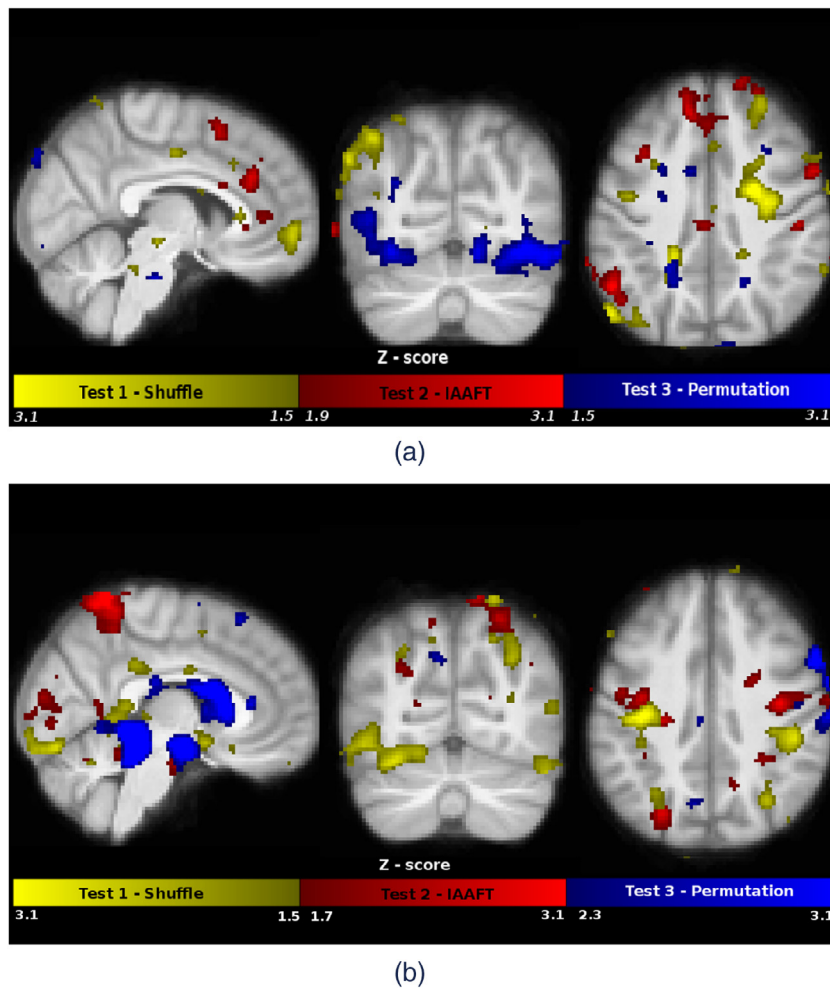 Z - score
Test 1 - Shuffle Test 2 - IAAFT Test 3 - Permutation
3.1 1.5 1.9 3.1 1.5 3.1
(a)
Z - score
Test 1 - Shuffle Test 2 - IAAFT Test 3 - Permutation
3.1 1.5 1.7 3.1 2.3 3.1
(b)